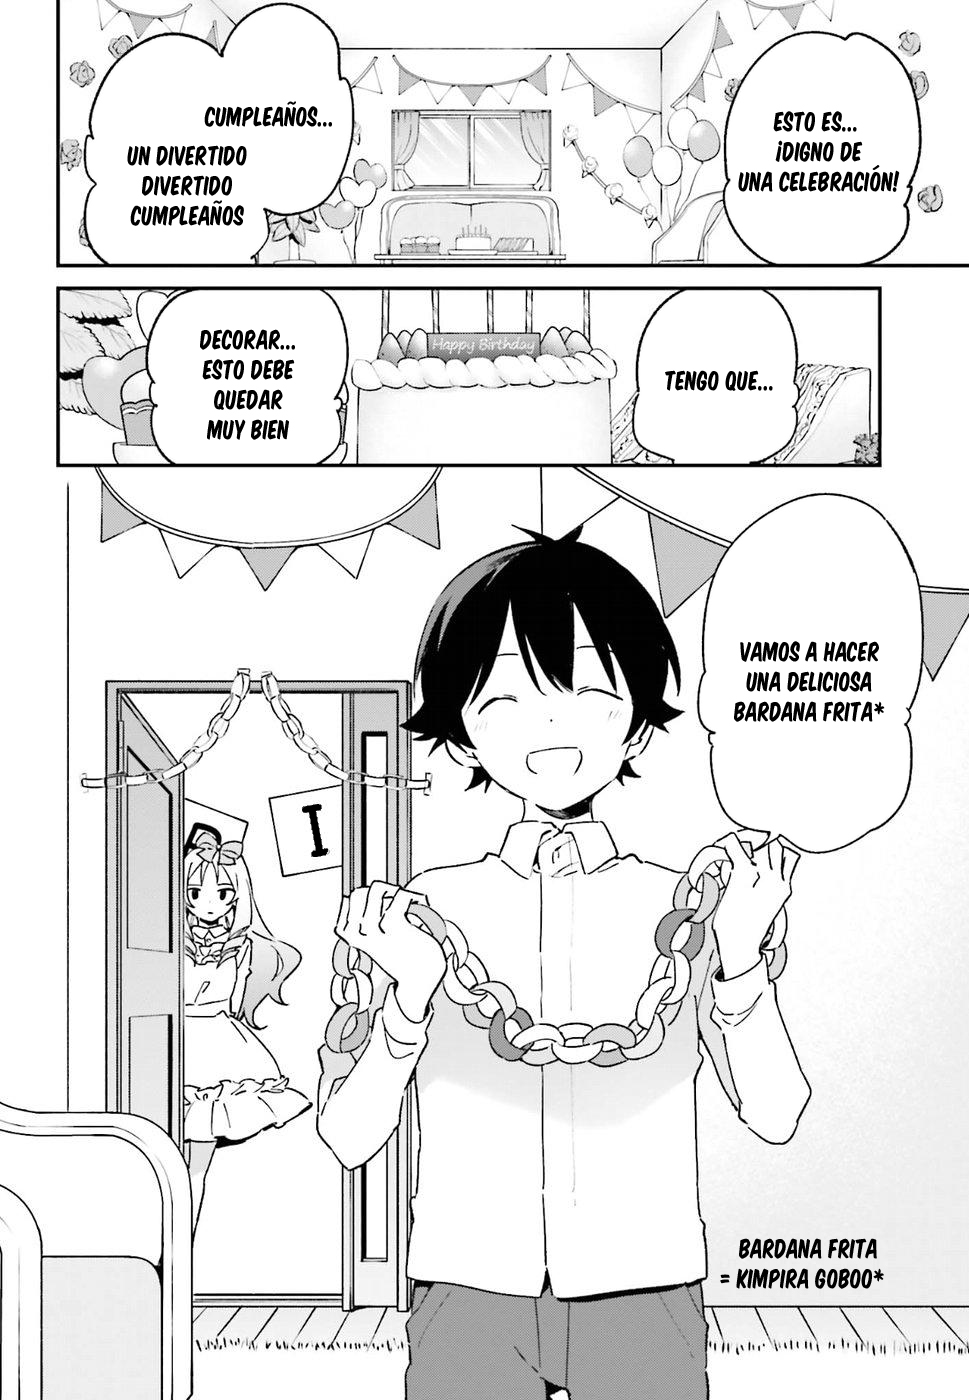 ESTO ES...
¡DIGNO DE
UNA CELEBRACIÓN!
CUMPLEAÑOS...
UN DIVERTIDO
DIVERTIDO
CUMPLEAÑOS
TENGO QUE...
Happy Birthday
DECORAR...
ESTO DEBE
QUEDAR
MUY BIEN
VAMOS A HACER
UNA DELICIOSA
BARDANA FRITA*
I
BARDANA FRITA
= KIMPIRA GOBOO*